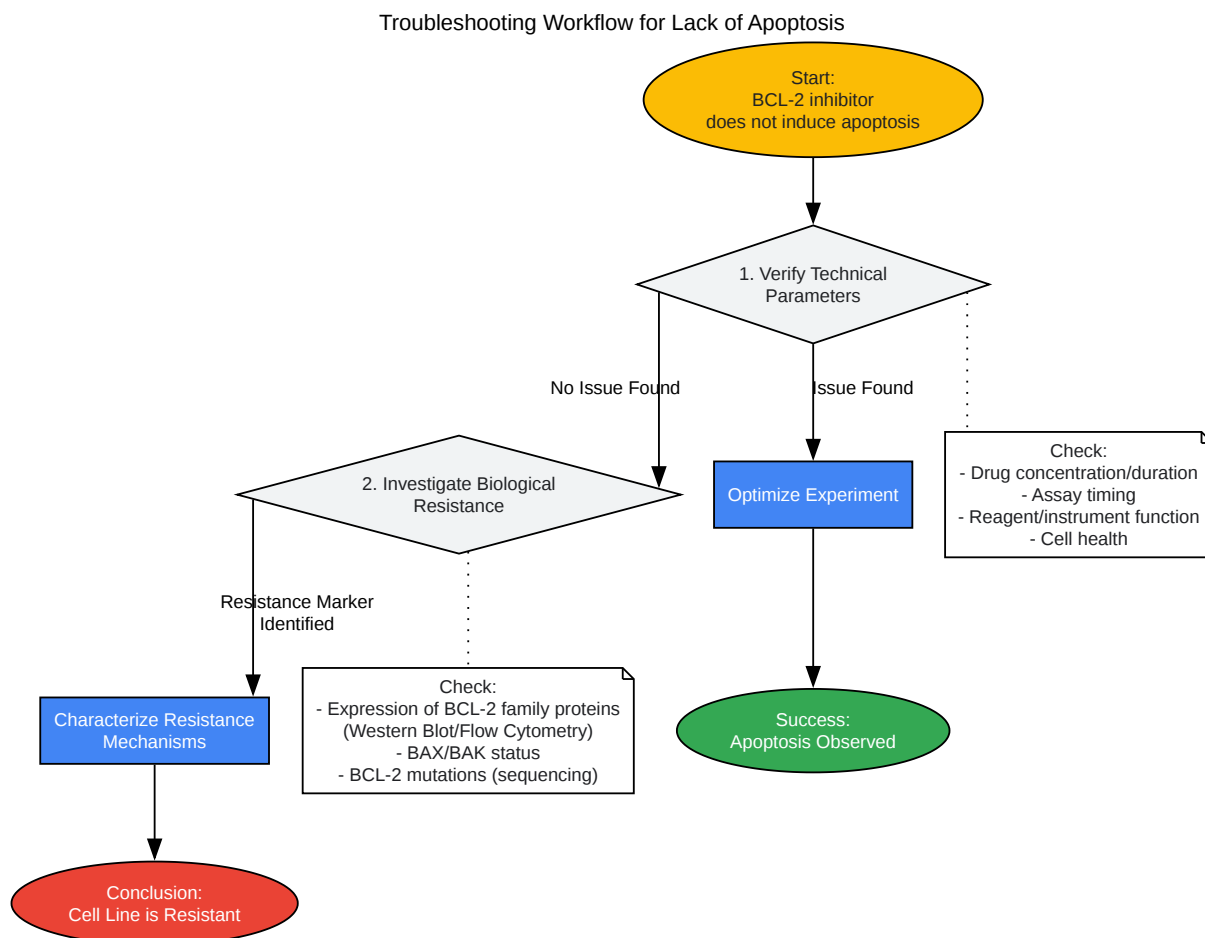 Troubleshooting Workflow for Lack of Apoptosis
Start:
BCL-2 inhibitor
does not induce apoptosis
1. Verify Technical
Parameters
No Issue Found
Issue Found
Check:
- Drug concentration/duration
- Assay timing
- Reagent/instrument function
- Cell health
2. Investigate Biological
Resistance
Optimize Experiment
Resistance Marker
Identified
Check:
- Expression of BCL-2 family proteins
(Western Blot/Flow Cytometry)
- BAX/BAK status
- BCL-2 mutations (sequencing)
Characterize Resistance
Mechanisms
Success:
Apoptosis Observed
Conclusion:
Cell Line is Resistant